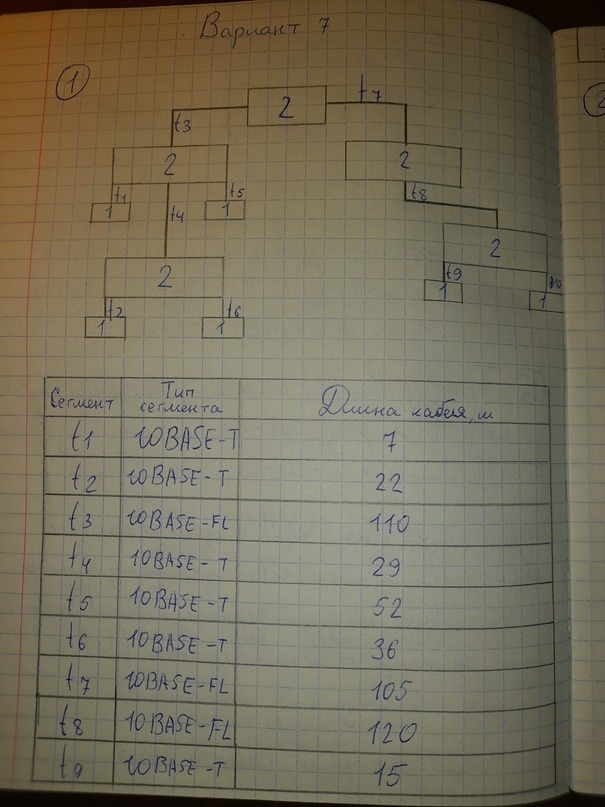 Вариант 7
1
t7
2
t3
2
2
t1
t5
t8
1
t4
1
2
2
t9
1
1
t2
t6
1
1
Сегмент Тип сегмента Длина кабеля, м
t1 10BASE-T 7
t2 10BASE-T 22
t3 10BASE-FL 110
t4 10BASE-T 29
t5 10BASE-T 52
t6 10BASE-T 36
t7 10BASE-FL 105
t8 10BASE-FL 120
t9 10BASE-T 15